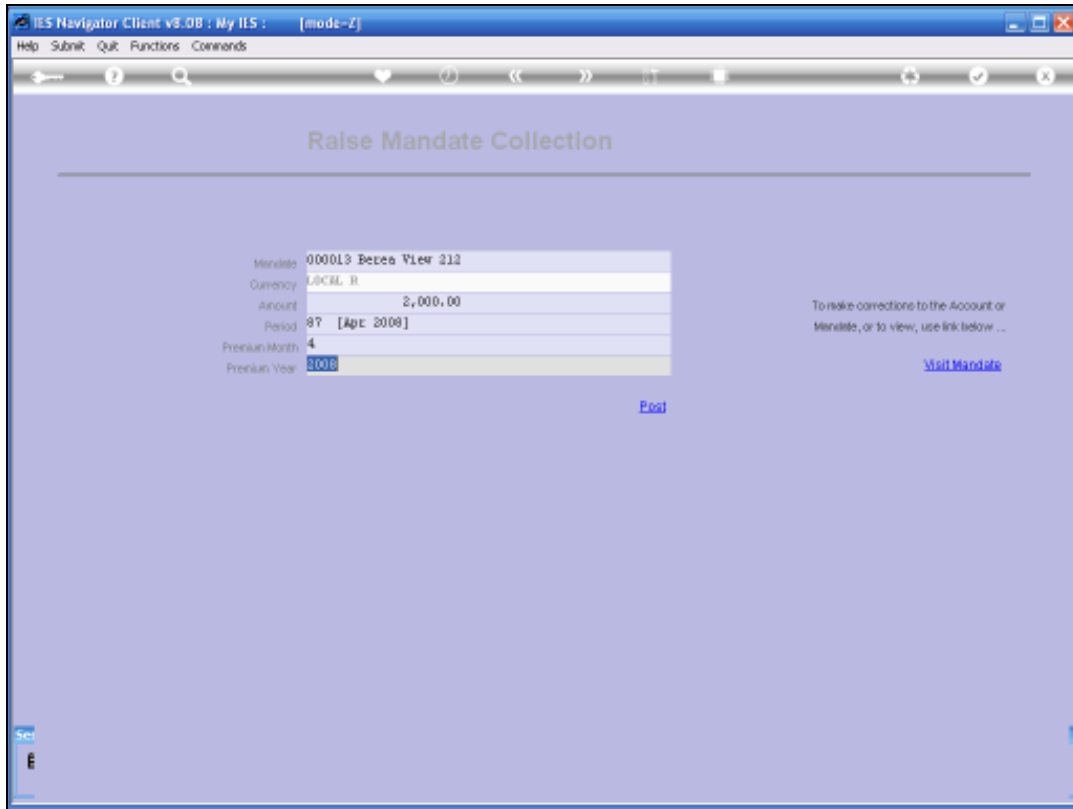 IES Navigator Client v8.08 : My IES :     [mode-Z]
Help Submit Quit Functions Commands
Raise Mandate Collection
Mandate 000013 Berea View 212
Currency LOCAL R
Amount 2,000.00
Period 87 [Apr 2008]
Premium Month 4
Premium Year 2008
To make corrections to the Account or
Mandate, or to view, use link below ...
Visit Mandate
Post